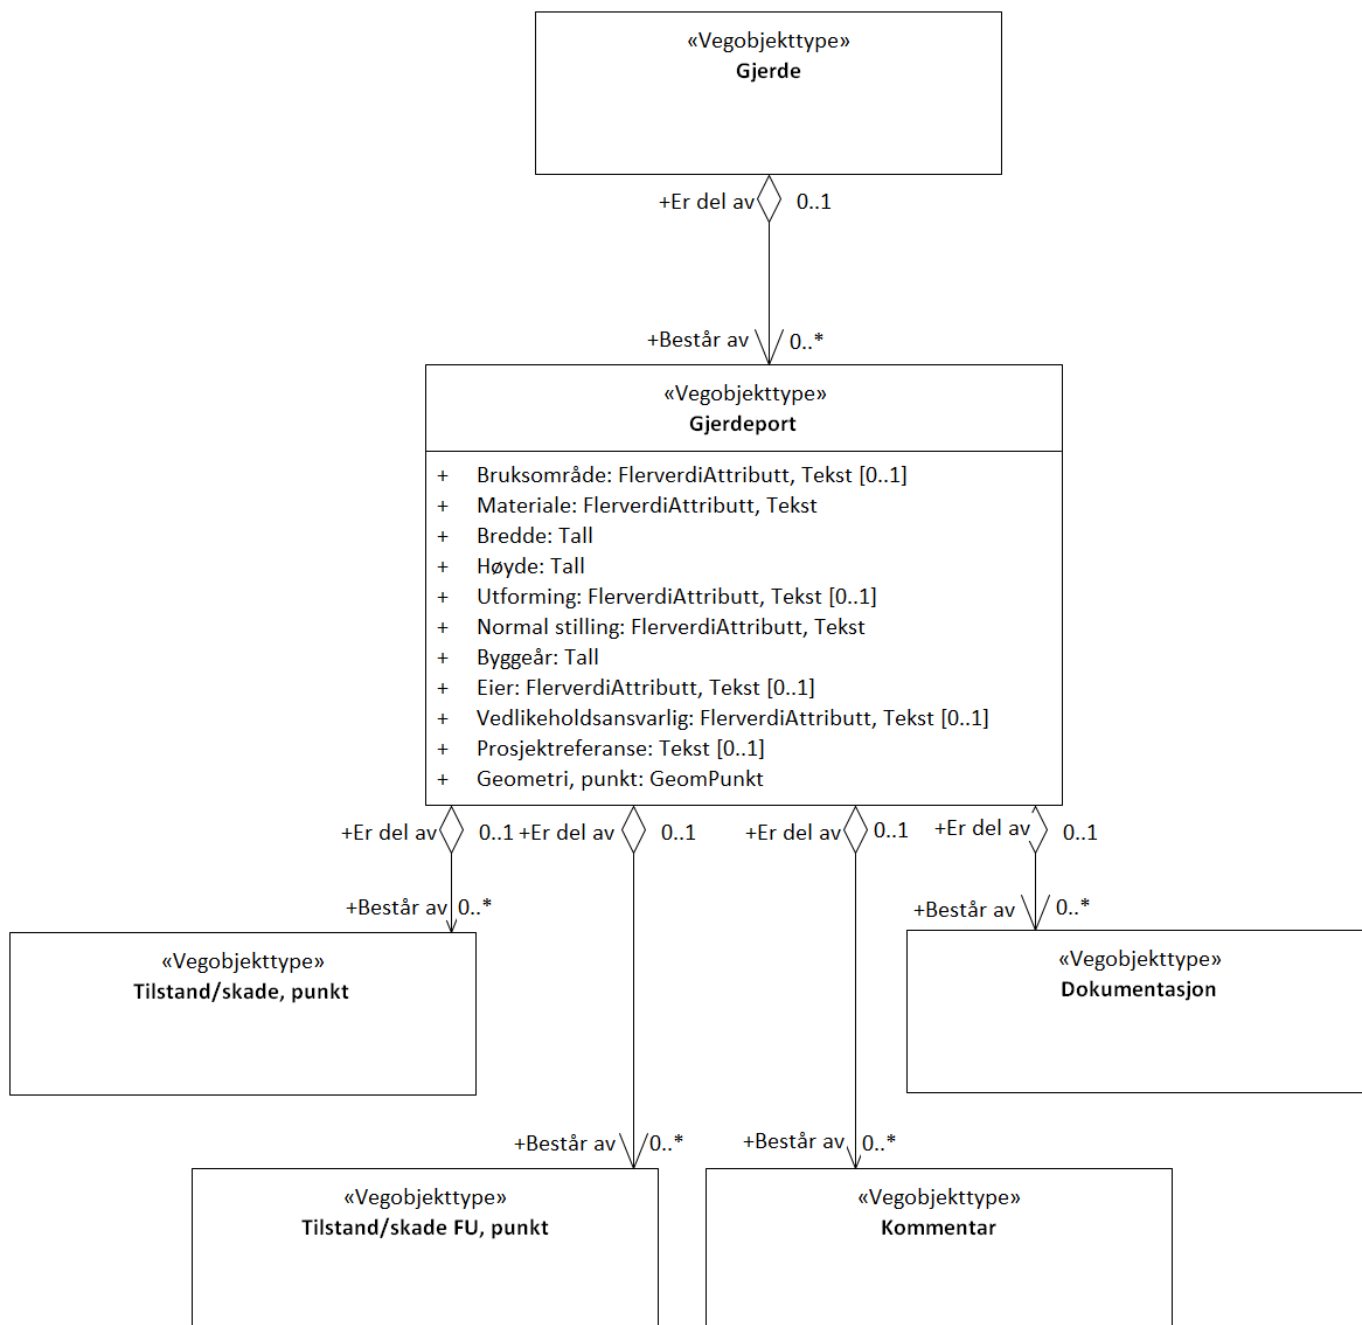 «Vegobjekttype»
Gjerde
+Er del av 0..1
+Består av 0..*
«Vegobjekttype»
Gjerdeport
+ Bruksområde: FlerverdiAttributt, Tekst [0..1]
+ Materiale: FlerverdiAttributt, Tekst
+ Bredde: Tall
+ Høyde: Tall
+ Utforming: FlerverdiAttributt, Tekst [0..1]
+ Normal stilling: FlerverdiAttributt, Tekst
+ Byggeår: Tall
+ Eier: FlerverdiAttributt, Tekst [0..1]
+ Vedlikeholdsansvarlig: FlerverdiAttributt, Tekst [0..1]
+ Prosjektreferanse: Tekst [0..1]
+ Geometri, punkt: GeomPunkt
+Er del av 0..1 +Er del av 0..1 +Er del av 0..1 +Er del av 0..1
+Består av 0..* +Består av 0..*
«Vegobjekttype»
Tilstand/skade, punkt
«Vegobjekttype»
Dokumentasjon
+Består av 0..* +Består av 0..*
«Vegobjekttype»
Tilstand/skade FU, punkt
«Vegobjekttype»
Kommentar